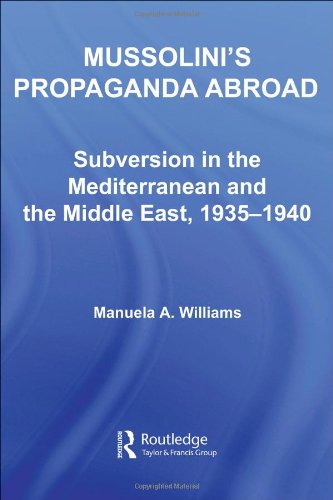 MUSSOLINI'S
PROPAGANDA ABROAD
Subversion in the
Mediterranean and
the Middle East, 1935–1940
Manuela A. Williams
ROUTLEDGE
Routledge
Taylor & Francis Group